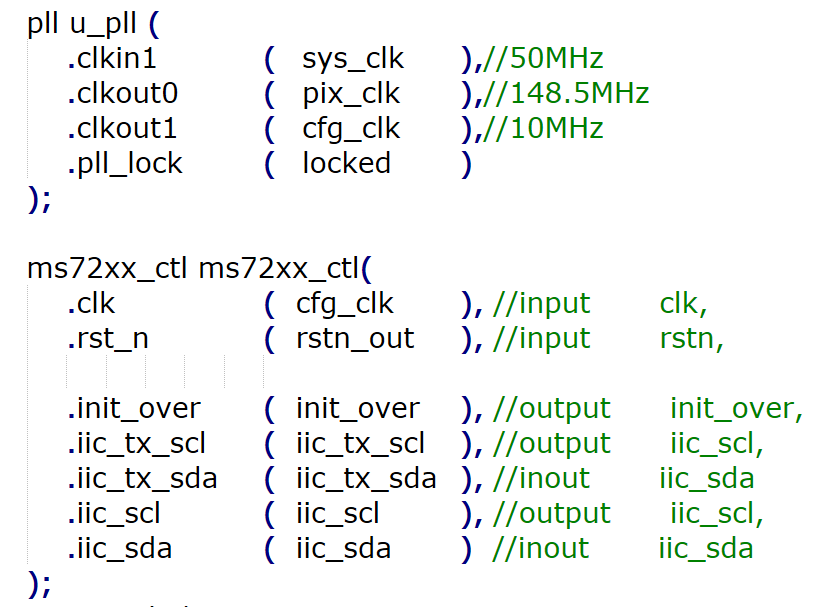 pll u_pll (
.clkin1 ( sys_clk ),//50MHz
.clkout0 ( pix_clk ),//148.5MHz
.clkout1 ( cfg_clk ),//10MHz
.pll_lock ( locked )
);
ms72xx_ctl ms72xx_ctl(
.clk ( cfg_clk ), //input clk,
.rst_n ( rstn_out ), //input rstn,
.init_over ( init_over ), //output init_over,
.iic_tx_scl ( iic_tx_scl ), //output iic_scl,
.iic_tx_sda ( iic_tx_sda ), //inout iic_sda
.iic_scl ( iic_scl ), //output iic_scl,
.iic_sda ( iic_sda ) //inout iic_sda
);